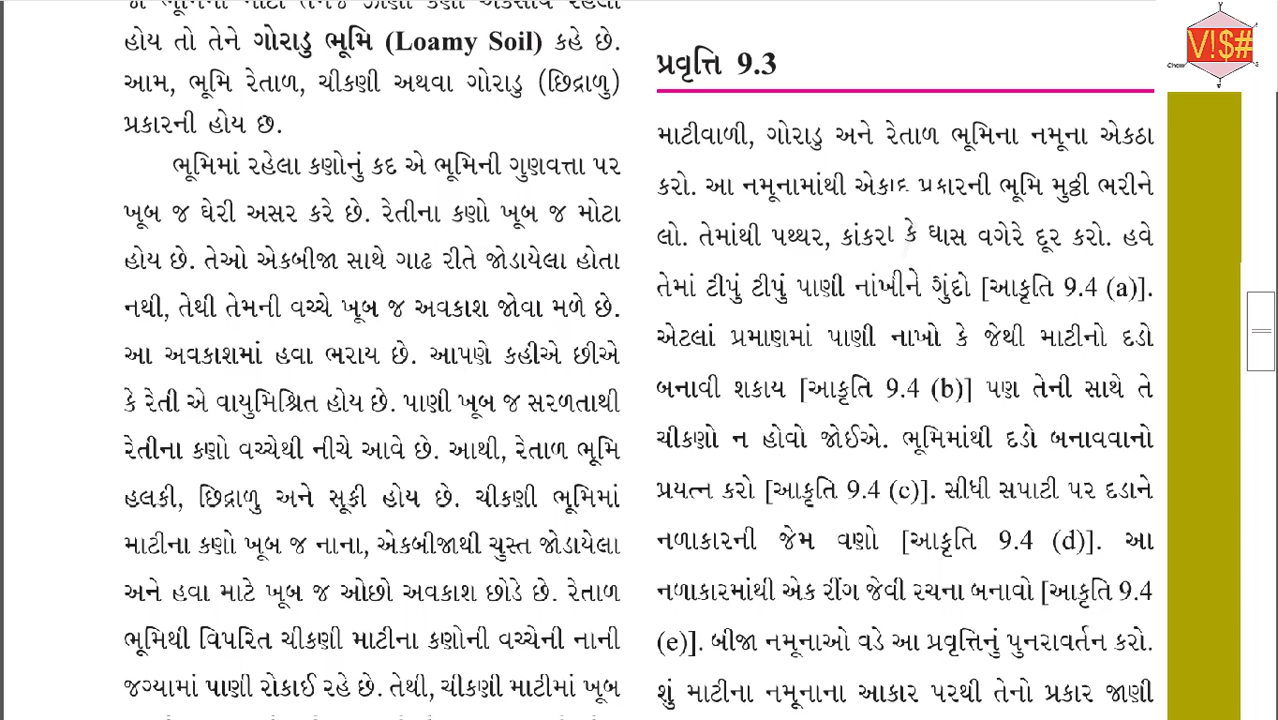 જો ભૂમિમાં મોટા તેમજ ઝીણા કણો એકસાથે રહેલા
હોય તો તેને ગોરાડુ ભૂમિ (Loamy Soil) કહે છે.
આમ, ભૂમિ રેતાળ, ચીકણી અથવા ગોરાડુ (છિદ્રાળુ)
પ્રકારની હોય છે.
ભૂમિમાં રહેલા કણોનું કદ એ ભૂમિની ગુણવત્તા પર
ખૂબ જ ઘેરી અસર કરે છે. રેતીના કણો ખૂબ જ મોટા
હોય છે. તેઓ એકબીજા સાથે ગાઢ રીતે જોડાયેલા હોતા
નથી, તેથી તેમની વચ્ચે ખૂબ જ અવકાશ જોવા મળે છે.
આ અવકાશમાં હવા ભરાય છે. આપણે કહીએ છીએ
કે રેતી એ વાયુમિશ્રિત હોય છે. પાણી ખૂબ જ સરળતાથી
રેતીના કણો વચ્ચેથી નીચે આવે છે. આથી, રેતાળ ભૂમિ
હલકી, છિદ્રાળુ અને સૂકી હોય છે. ચીકણી ભૂમિમાં
માટીના કણો ખૂબ જ નાના, એકબીજાથી ચુસ્ત જોડાયેલા
અને હવા માટે ખૂબ જ ઓછો અવકાશ છોડે છે. રેતાળ
ભૂમિથી વિપરિત ચીકણી માટીના કણોની વચ્ચેની નાની
જગ્યામાં પાણી રોકાઈ રહે છે. તેથી, ચીકણી માટીમાં ખૂબ
પ્રવૃત્તિ 9.3
માટીવાળી, ગોરાડુ અને રેતાળ ભૂમિના નમૂના એકઠા
કરો. આ નમૂનામાંથી એકાદ પ્રકારની ભૂમિ મુઠ્ઠી ભરીને
લો. તેમાંથી પથ્થર, કાંકરા કે ઘાસ વગેરે દૂર કરો. હવે
તેમાં ટીપું ટીપું પાણી નાંખીને ગુંદો [આકૃતિ 9.4 (a)].
એટલાં પ્રમાણમાં પાણી નાખો કે જેથી માટીનો દડો
બનાવી શકાય [આકૃતિ 9.4 (b)] પણ તેની સાથે તે
ચીકણો ન હોવો જોઈએ. ભૂમિમાંથી દડો બનાવવાનો
પ્રયત્ન કરો [આકૃતિ 9.4 (c)]. સીધી સપાટી પર દડાને
નળાકારની જેમ વણો [આકૃતિ 9.4 (d)]. આ
નળાકારમાંથી એક રીંગ જેવી રચના બનાવો [આકૃતિ 9.4
(e)]. બીજા નમૂનાઓ વડે આ પ્રવૃત્તિનું પુનરાવર્તન કરો.
શું માટીના નમૂનાના આકાર પરથી તેનો પ્રકાર જાણી
V!$#